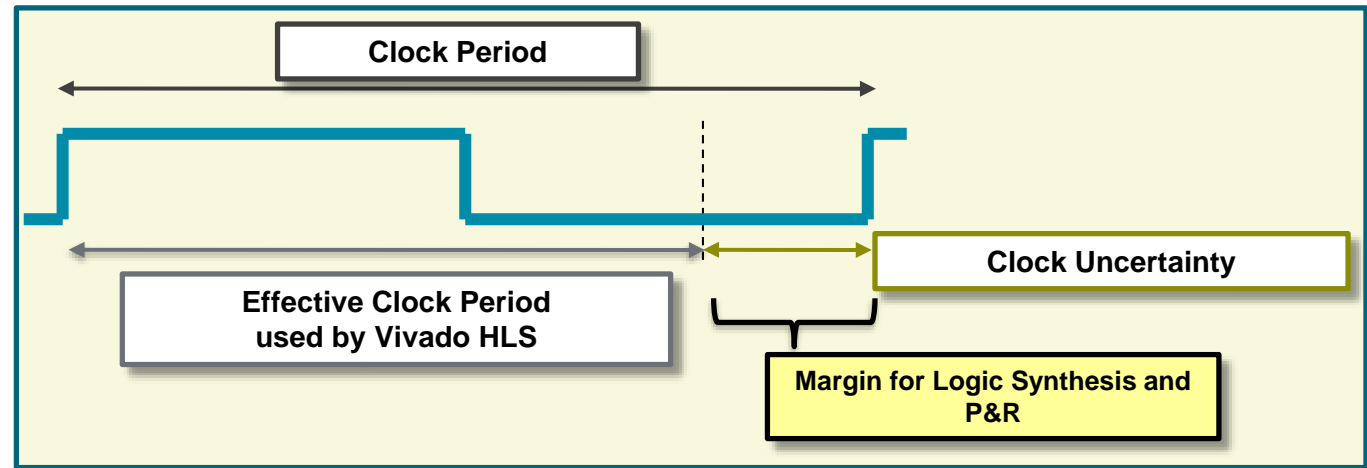 Clock Period
Clock Uncertainty
Effective Clock Period
used by Vivado HLS
Margin for Logic Synthesis and
P&R